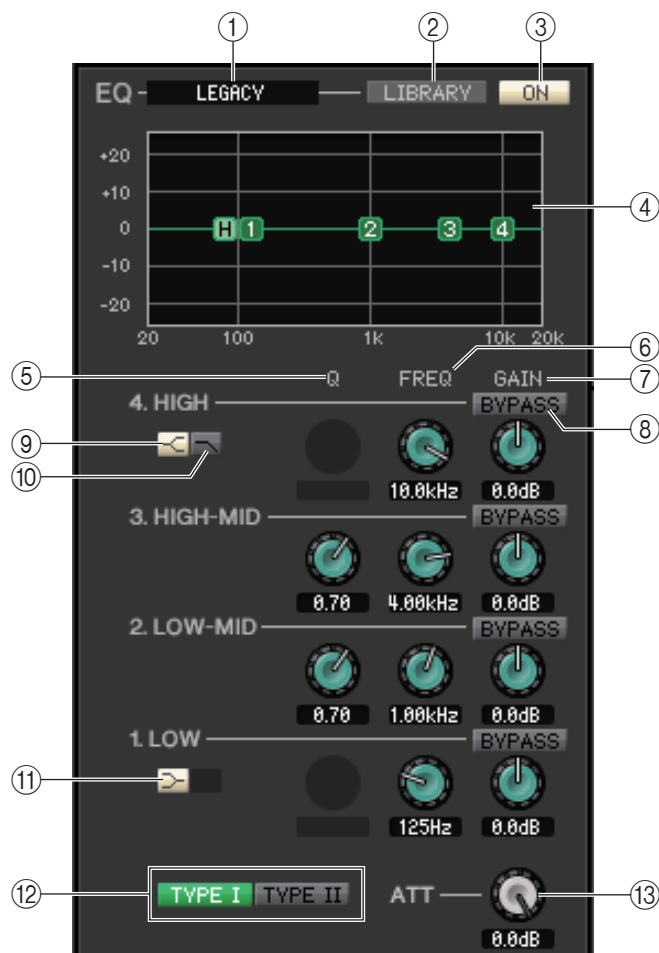 ① ② ③
EQ LEGACY LIBRARY ON
+20
+10
0 H 1 2 3 4 ④
-10
-20
20 100 1k 10k 20k
⑤ Q FREQ ⑥ GAIN ⑦
4. HIGH BYPASS ⑧
⑨
⑩
10.0kHz 0.0dB
3. HIGH-MID BYPASS
0.70 4.00kHz 0.0dB
2. LOW-MID BYPASS
0.70 1.00kHz 0.0dB
1. LOW BYPASS
⑪
125Hz 0.0dB
⑫ TYPE I TYPE II ATT ⑬
0.0dB